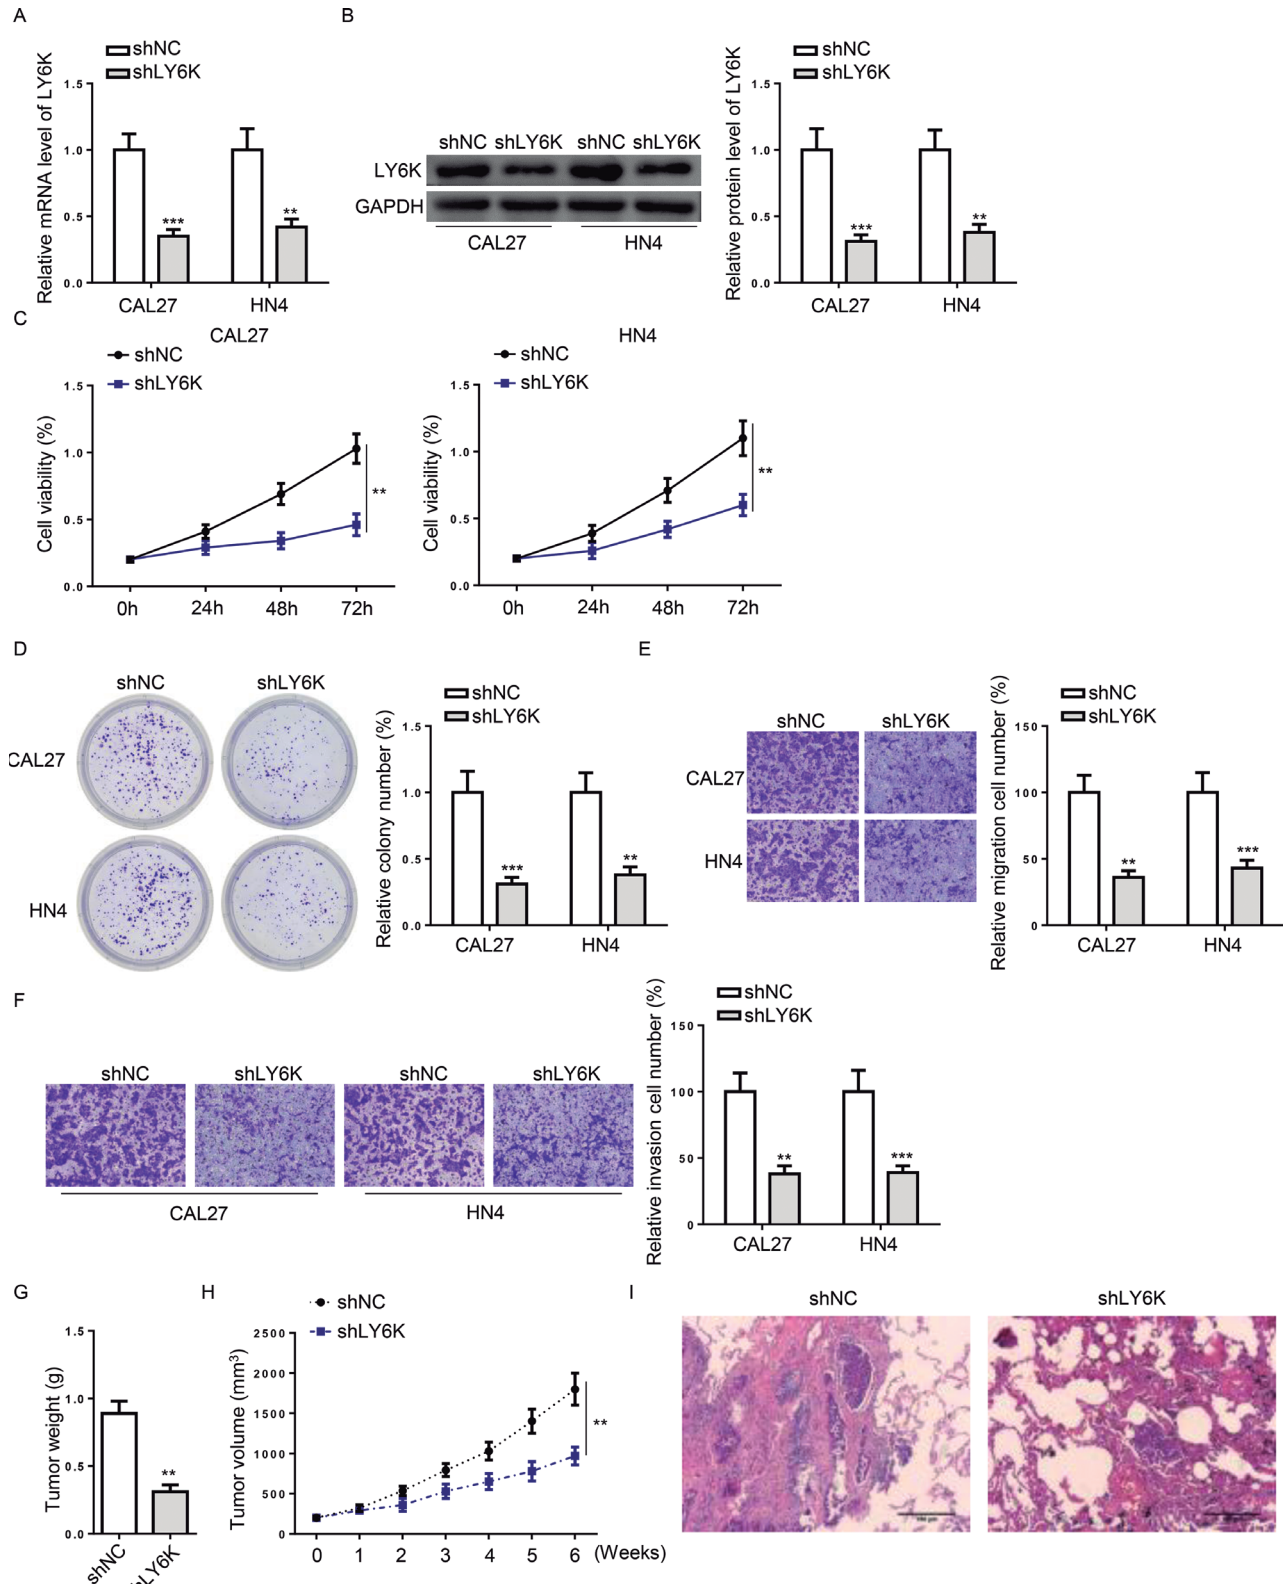 A
shNC
shLY6K
Relative mRNA level of LY6K
1.5
1.0
0.5
0.0
***
**
CAL27 HN4
B
shNC shLY6K shNC shLY6K
LY6K
GAPDH
CAL27 HN4
shNC
shLY6K
Relative protein level of LY6K
1.5
1.0
0.5
0.0
***
**
CAL27 HN4
C
CAL27
shNC
shLY6K
Cell viability (%)
1.5
1.0
0.5
0.0
**
0h 24h 48h 72h
HN4
shNC
shLY6K
Cell viability (%)
1.5
1.0
0.5
0.0
**
0h 24h 48h 72h
D
shNC shLY6K
CAL27
HN4
shNC
shLY6K
Relative colony number (%)
1.5
1.0
0.5
0.0
***
**
CAL27 HN4
E
shNC shLY6K
CAL27
HN4
shNC
shLY6K
Relative migration cell number (%)
150
100
50
0
**
***
CAL27 HN4
F
shNC shLY6K shNC shLY6K
CAL27 HN4
shNC
shLY6K
Relative invasion cell number (%)
150
100
50
0
**
***
CAL27 HN4
G
Tumor weight (g)
1.5
1.0
0.5
0.0
**
shNC
shLY6K
H
shNC
shLY6K
Tumor volume (mm³)
2500
2000
1500
1000
500
0
**
0 1 2 3 4 5 6 (Weeks)
I
shNC shLY6K